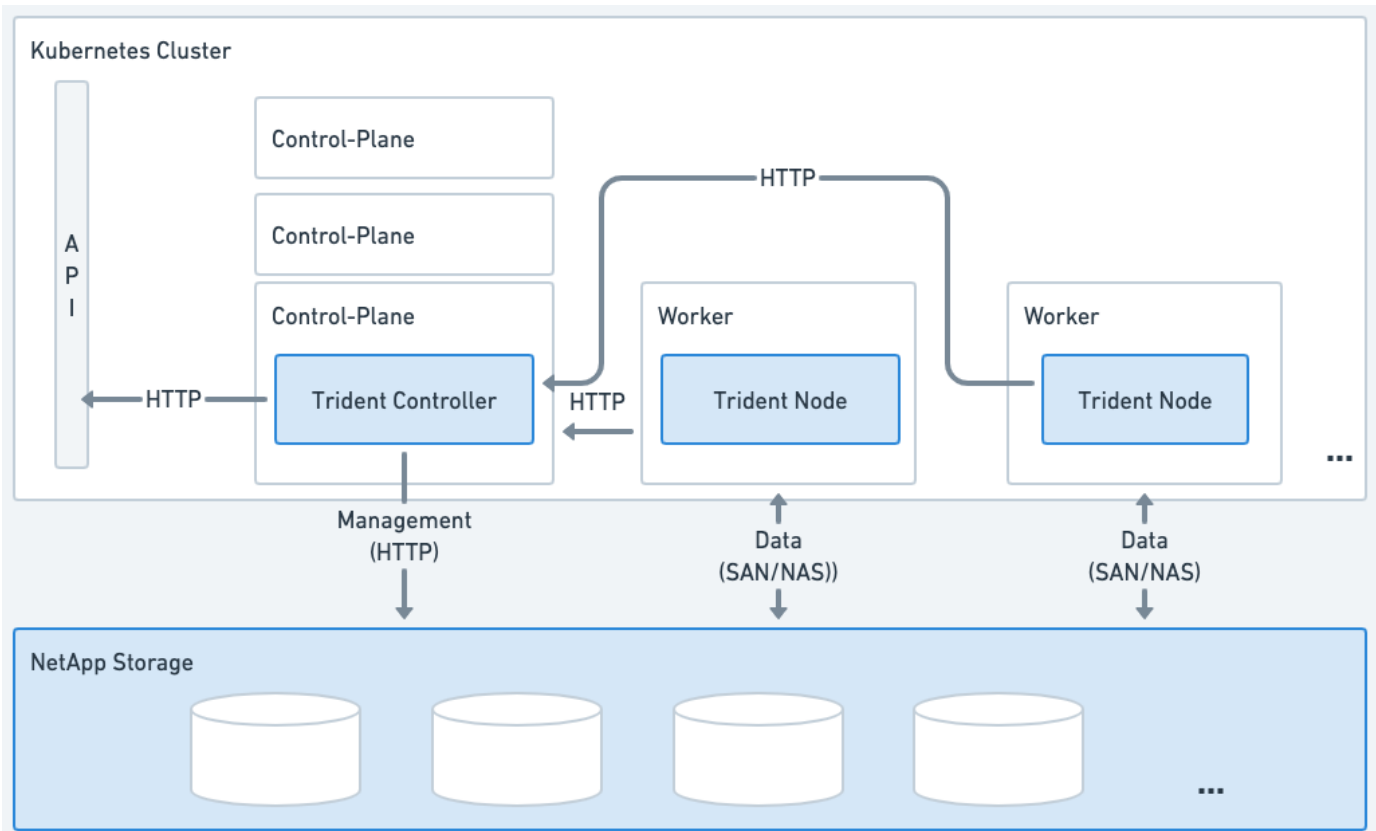 Kubernetes Cluster
A
P
I
Control-Plane
Control-Plane
Control-Plane
Trident Controller
HTTP
HTTP
HTTP
Worker
Trident Node
Worker
Trident Node
...
Management
(HTTP)
Data
(SAN/NAS))
Data
(SAN/NAS)
NetApp Storage
...